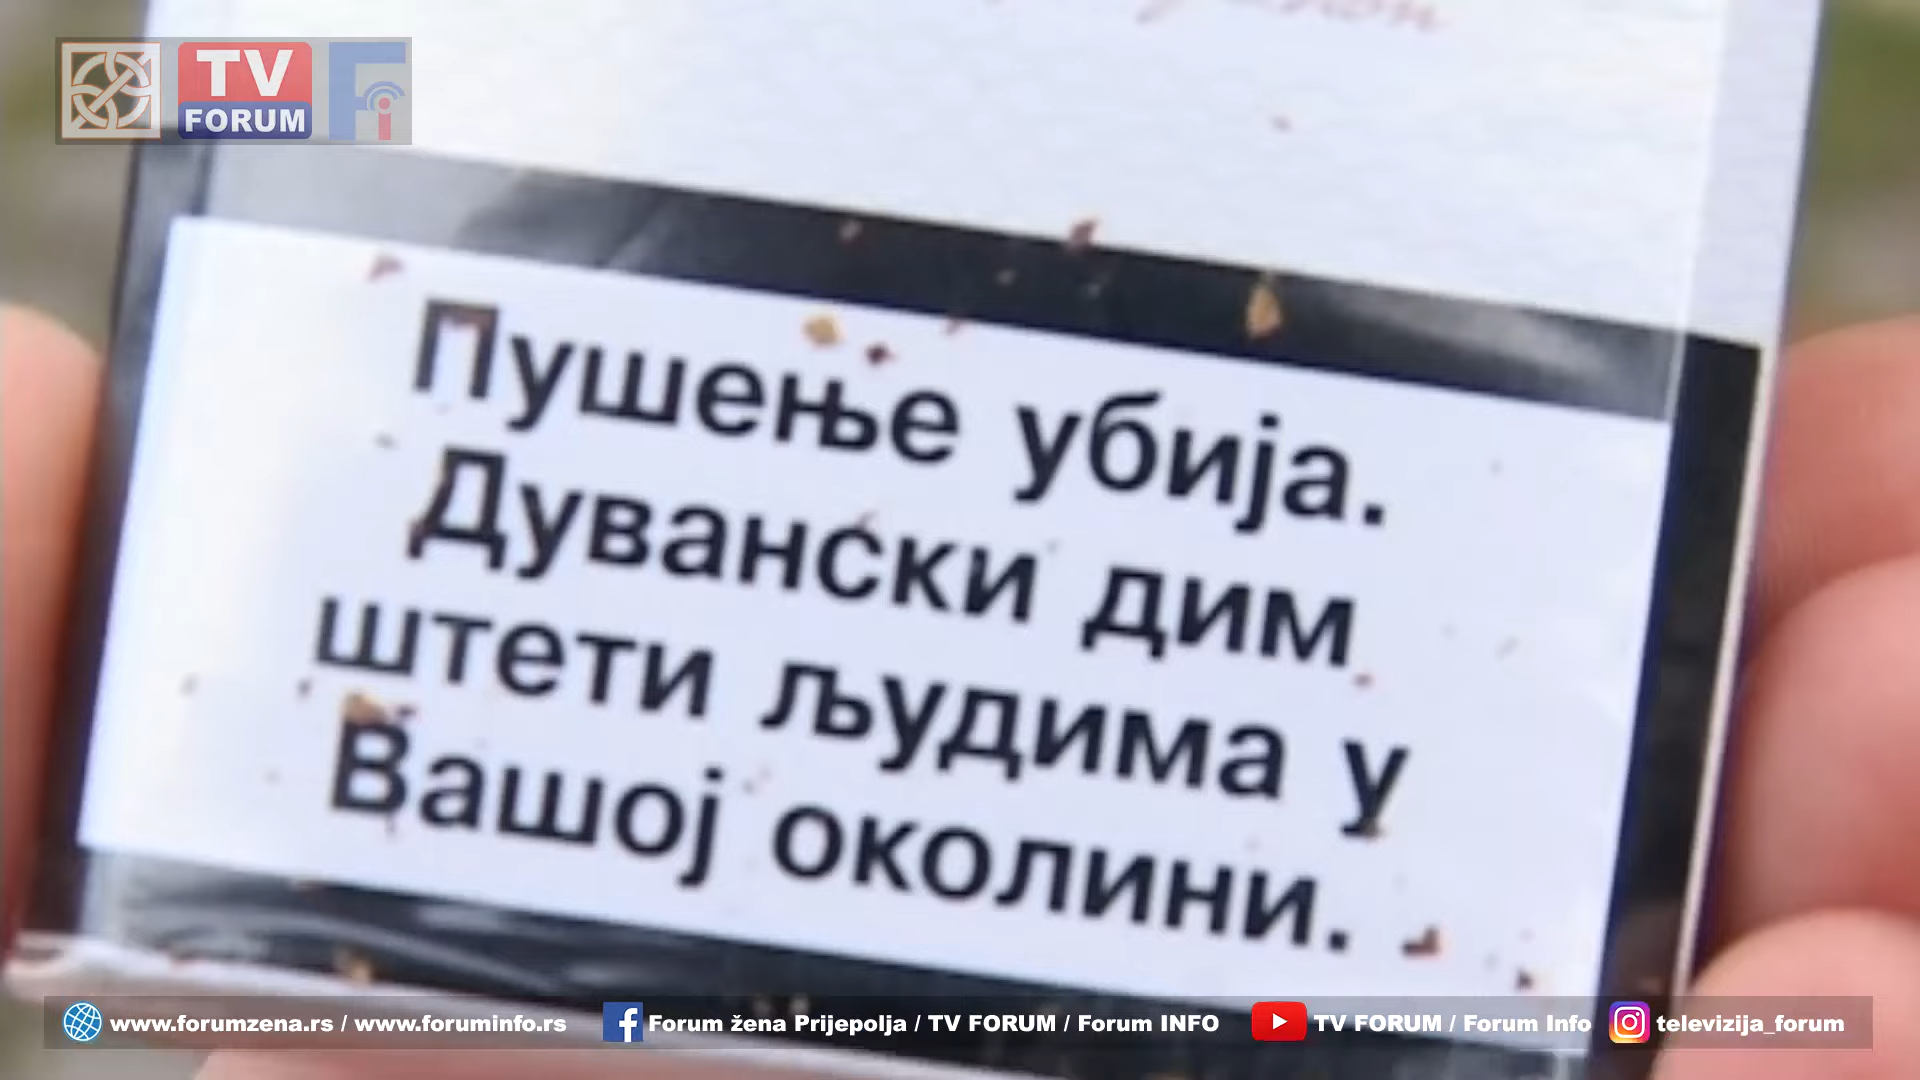 TV
FORUM
Fi
Пушење убија.
Дувански дим
штети људима у
Вашој околини.
www.forumzena.rs / www.foruminfo.rs
Forum žena Prijepolja / TV FORUM / Forum INFO
TV FORUM / Forum Info
televizija_forum